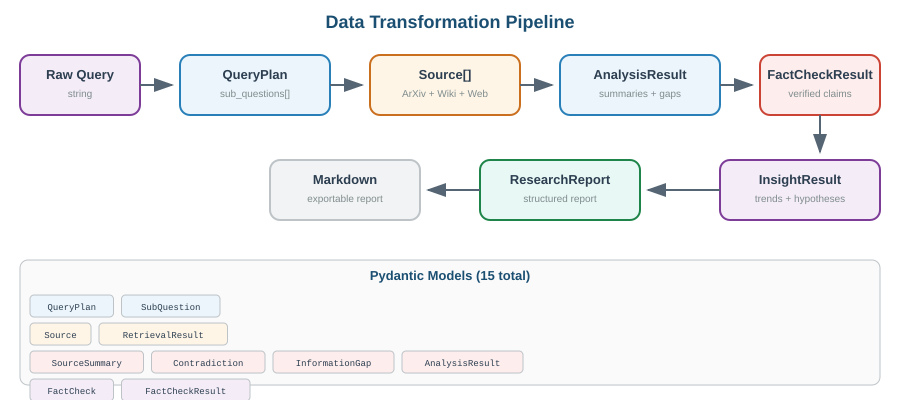 Data Transformation Pipeline
Raw Query
string
QueryPlan
sub_questions[]
Source[]
ArXiv + Wiki + Web
AnalysisResult
summaries + gaps
FactCheckResult
verified claims
InsightResult
trends + hypotheses
ResearchReport
structured report
Markdown
exportable report
Pydantic Models (15 total)
QueryPlan
SubQuestion
Source
RetrievalResult
SourceSummary
Contradiction
InformationGap
AnalysisResult
FactCheck
FactCheckResult